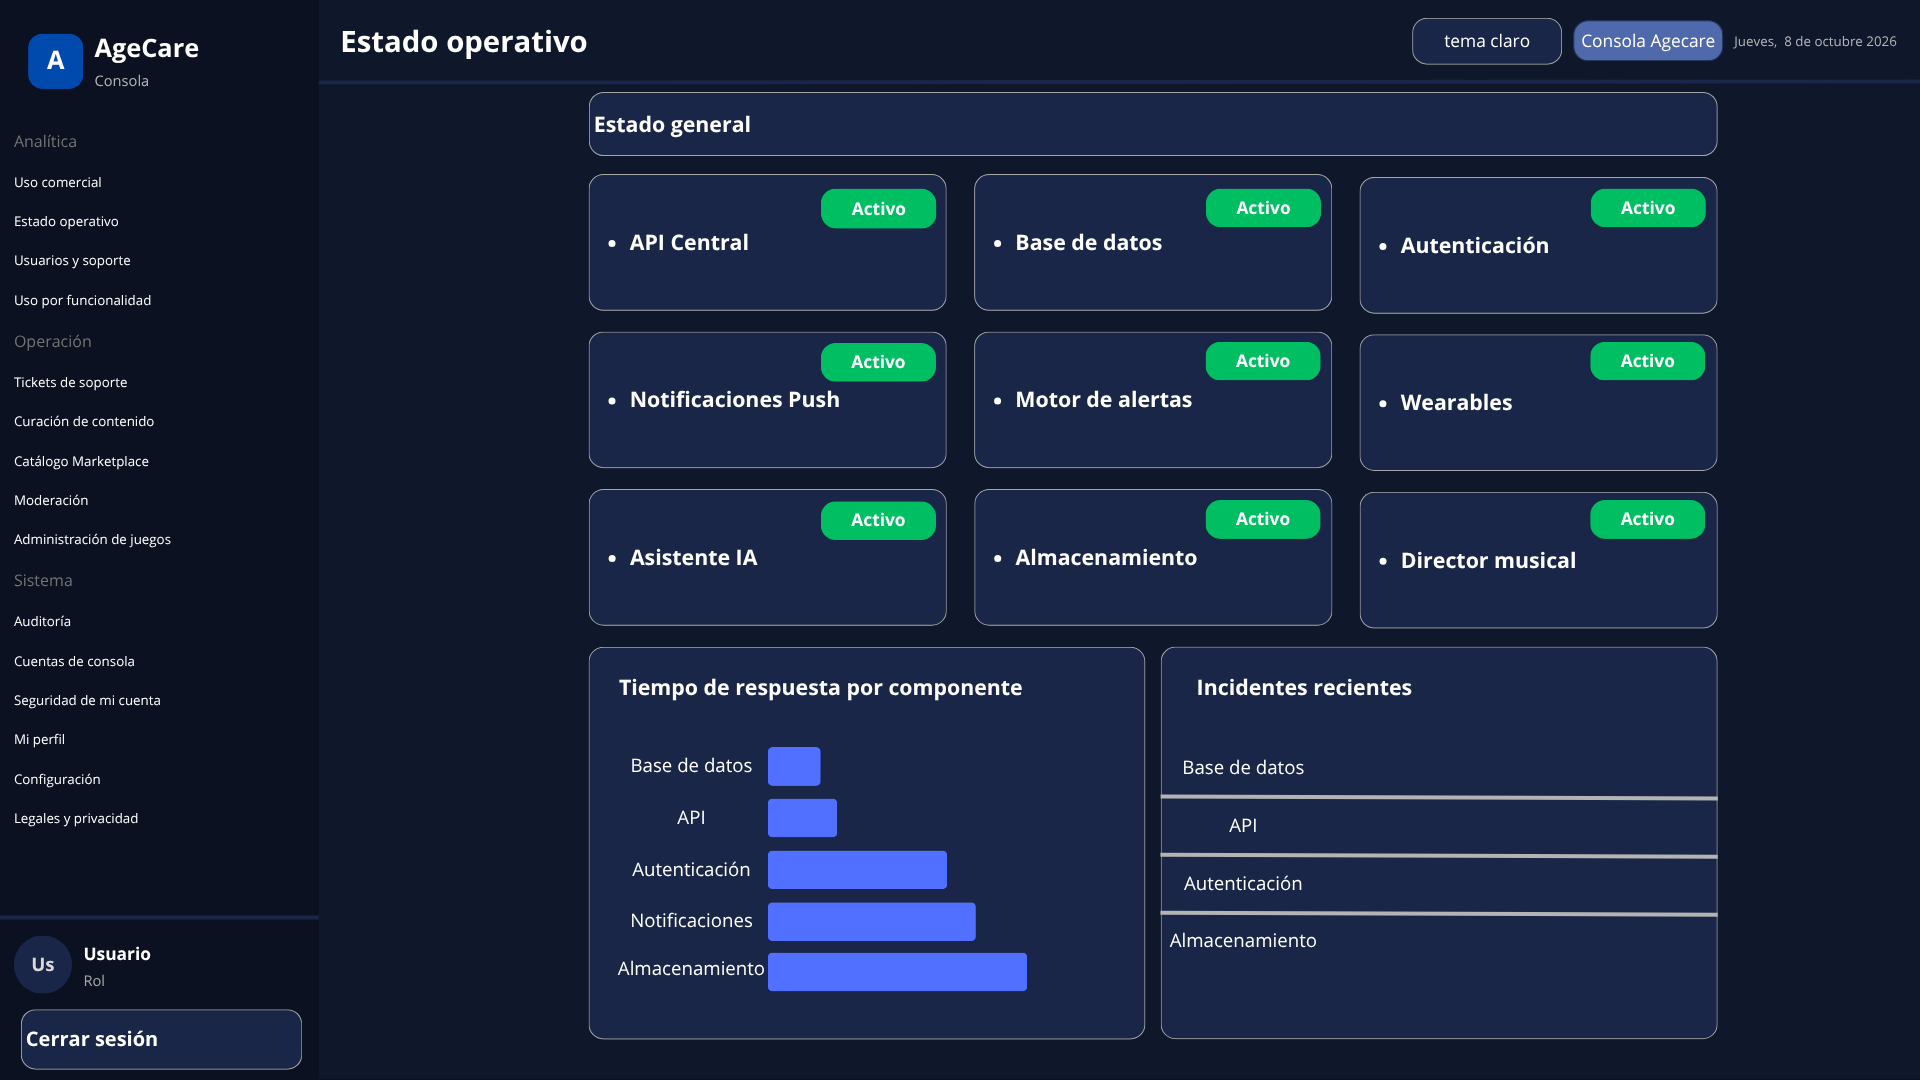 A
AgeCare
Consola
Analítica
Uso comercial
Estado operativo
Usuarios y soporte
Uso por funcionalidad
Operación
Tickets de soporte
Curación de contenido
Catálogo Marketplace
Moderación
Administración de juegos
Sistema
Auditoría
Cuentas de consola
Seguridad de mi cuenta
Mi perfil
Configuración
Legales y privacidad
Us
Usuario
Rol
Cerrar sesión
Estado operativo
tema claro
Consola Agecare
Jueves, 8 de octubre 2026
Estado general
Activo
• API Central
Activo
• Base de datos
Activo
• Autenticación
Activo
• Notificaciones Push
Activo
• Motor de alertas
Activo
• Wearables
Activo
• Asistente IA
Activo
• Almacenamiento
Activo
• Director musical
Tiempo de respuesta por componente
Base de datos
API
Autenticación
Notificaciones
Almacenamiento
Incidentes recientes
Base de datos
API
Autenticación
Almacenamiento